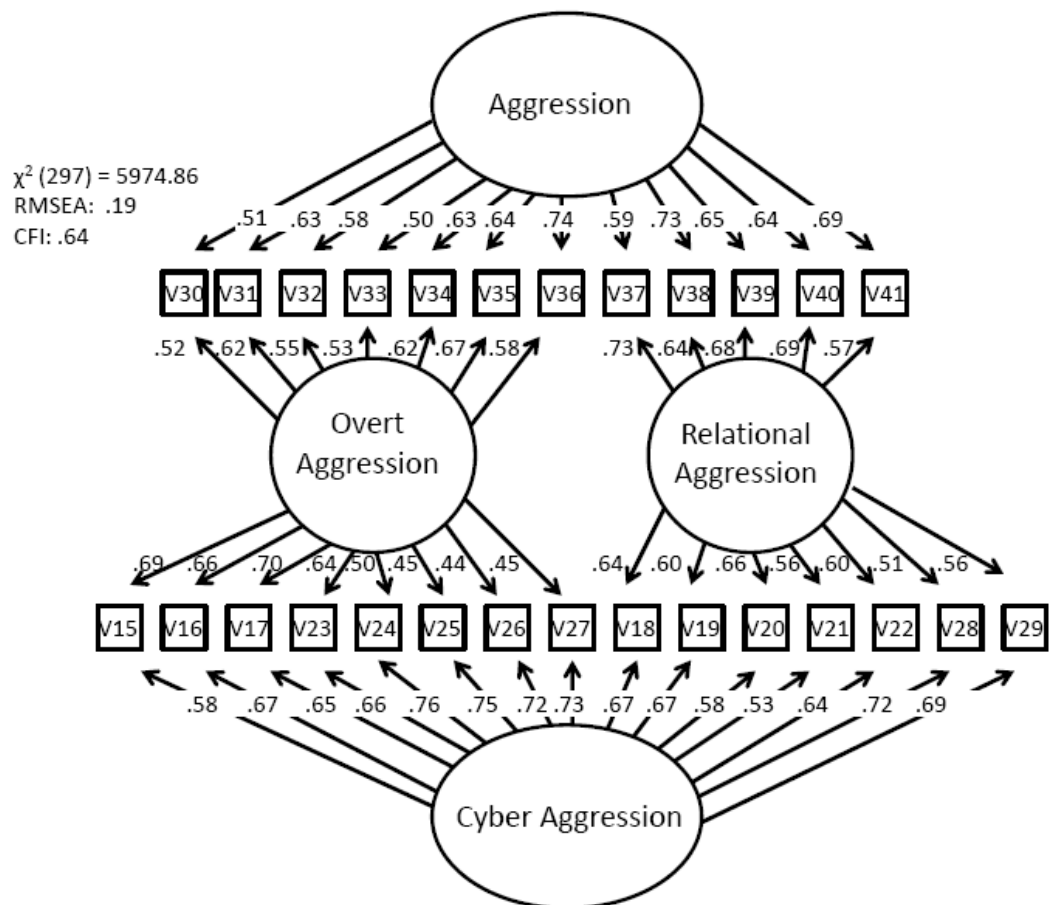 Aggression
χ² (297) = 5974.86
RMSEA: .19
CFI: .64
.51 .63 .58 .50 .63 .64 .74 .59 .73 .65 .64 .69
V30 V31 V32 V33 V34 V35 V36 V37 V38 V39 V40 V41
.52 .62 .55 .53 .62 .67 .58 .73 .64 .68 .69 .57
Overt
Aggression
Relational
Aggression
.69 .66 .70 .64 .50 .45 .44 .45 .64 .60 .66 .56 .60 .51 .56
V15 V16 V17 V23 V24 V25 V26 V27 V18 V19 V20 V21 V22 V28 V29
.58 .67 .65 .66 .76 .75 .72 .73 .67 .67 .58 .53 .64 .72 .69
Cyber Aggression